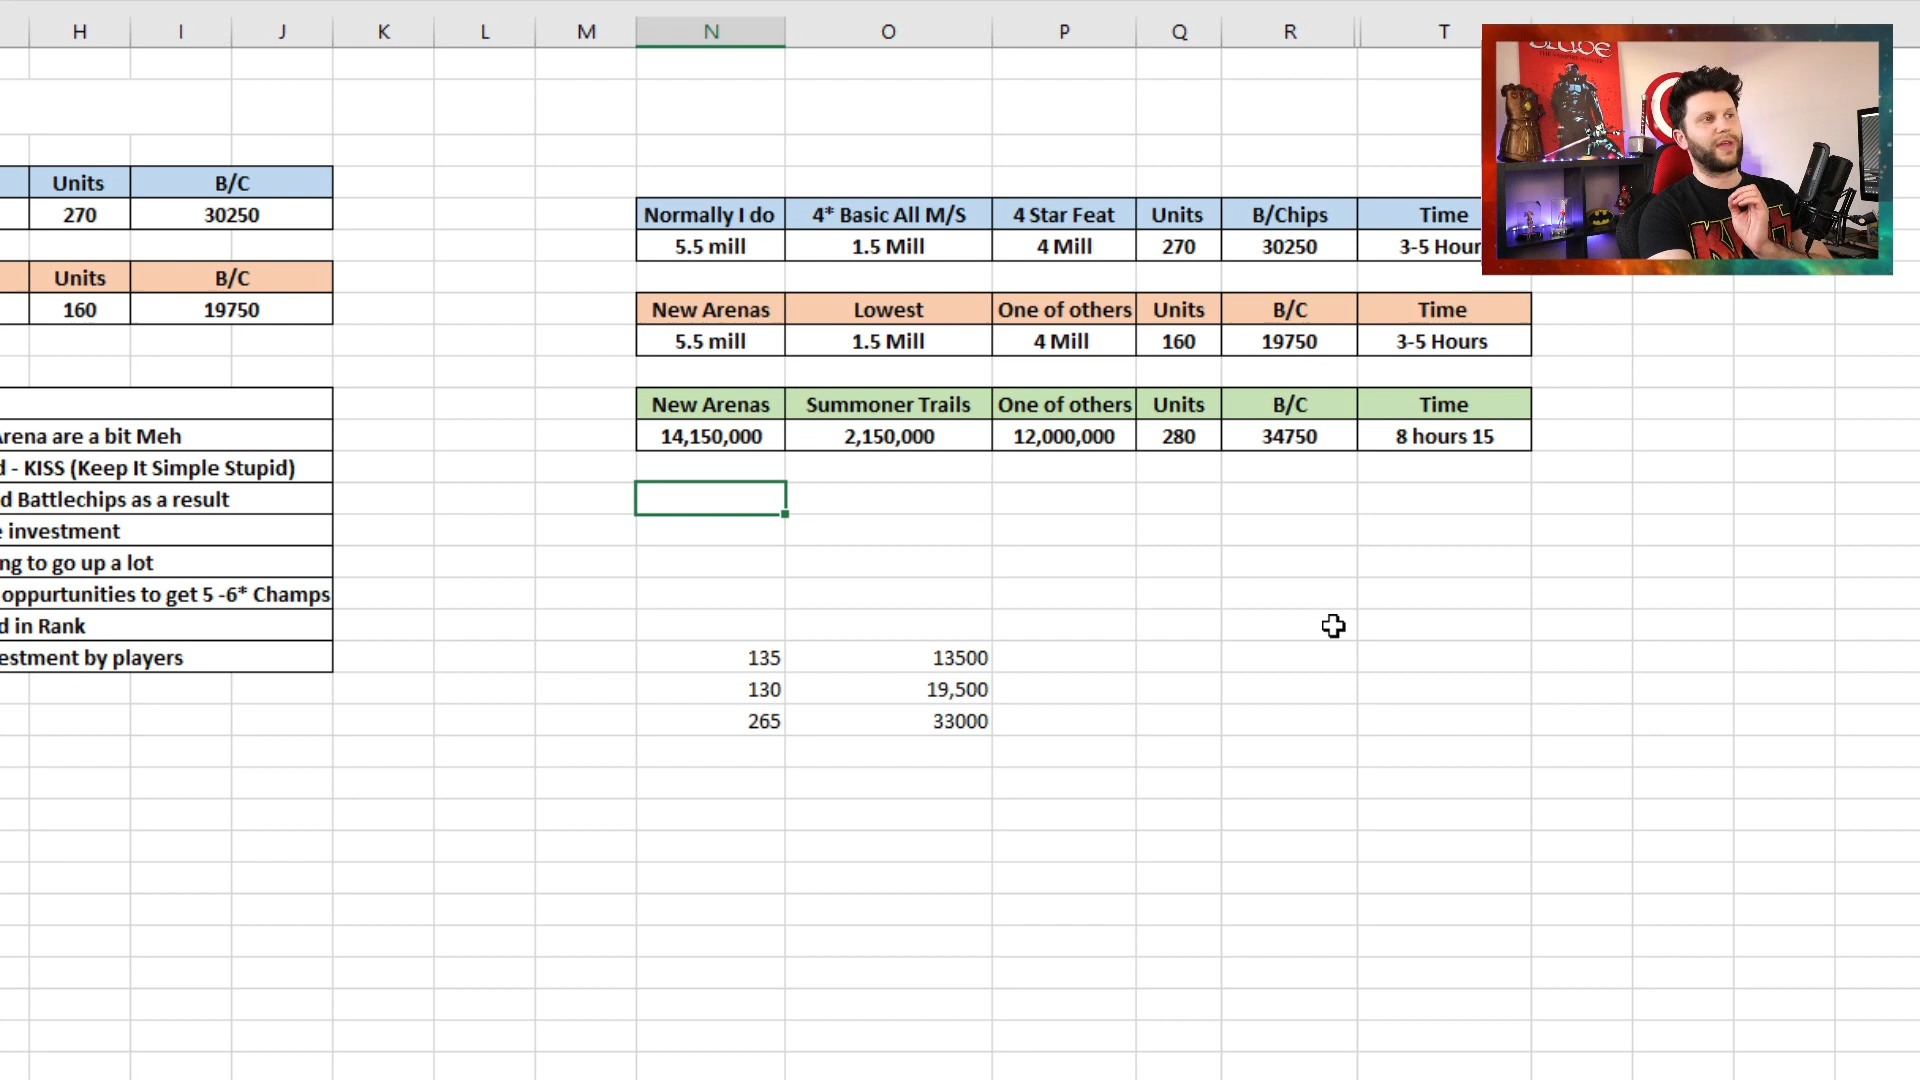 H I J K L M N O P Q R T
Units B/C
270 30250
Units B/C
160 19750
Arena are a bit Meh
d - KISS (Keep It Simple Stupid)
d Battlechips as a result
e investment
ng to go up a lot
oppurtunities to get 5 -6* Champs
d in Rank
estment by players
Normally I do 4* Basic All M/S 4 Star Feat Units B/Chips Time
5.5 mill 1.5 Mill 4 Mill 270 30250 3-5 Hour
New Arenas Lowest One of others Units B/C Time
5.5 mill 1.5 Mill 4 Mill 160 19750 3-5 Hours
New Arenas Summoner Trails One of others Units B/C Time
14,150,000 2,150,000 12,000,000 280 34750 8 hours 15
135 13500
130 19,500
265 33000